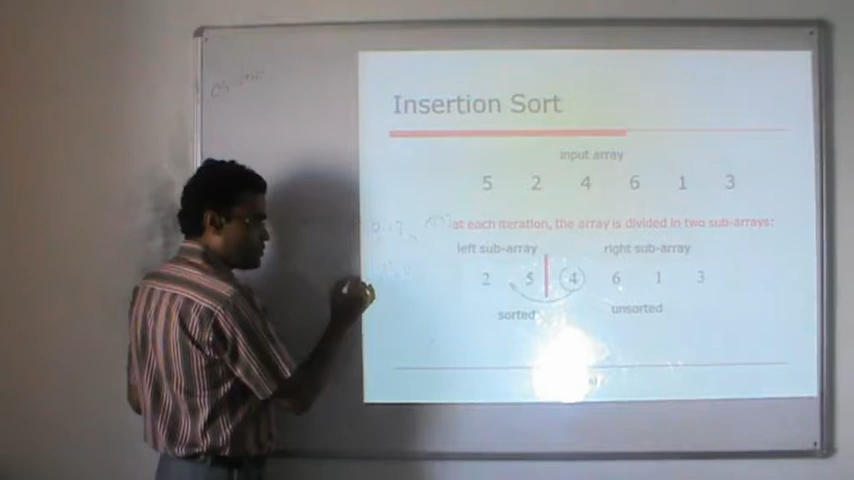 Insertion Sort
input array
5 2 4 6 1 3
at each iteration, the array is divided in two sub-arrays:
left sub-array right sub-array
2 5 4 6 1 3
sorted unsorted